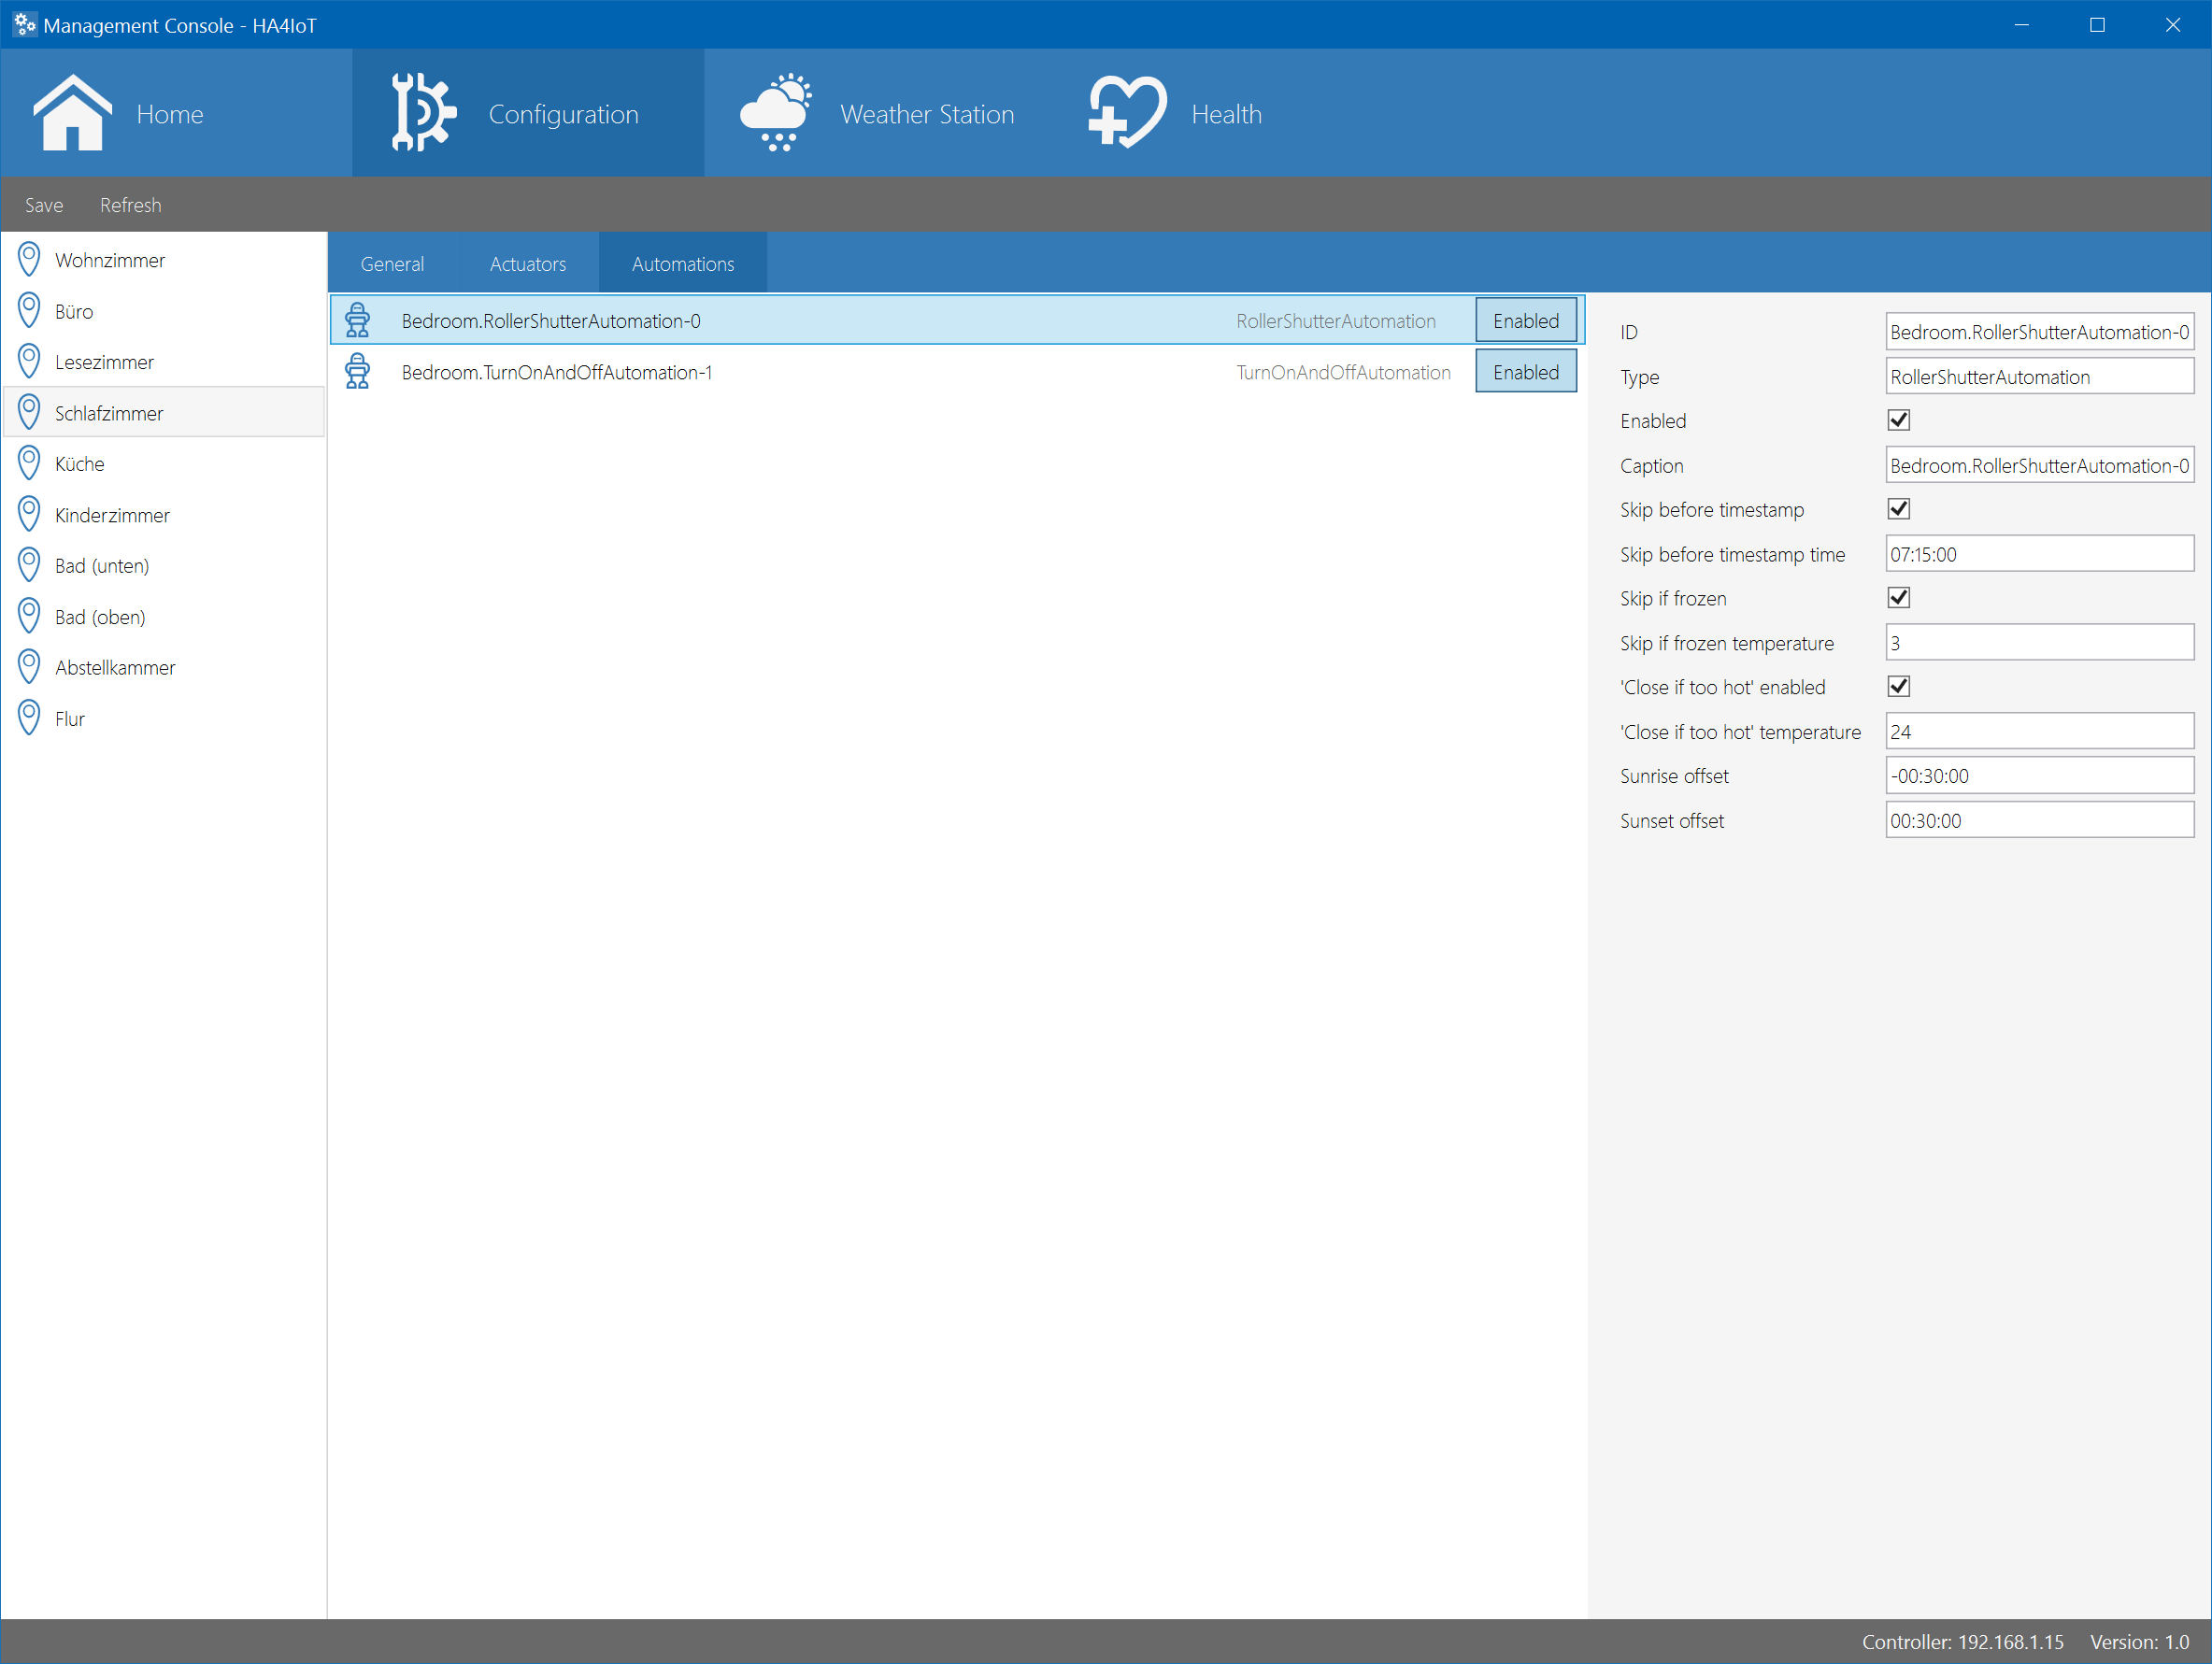 Management Console - HA4IoT
Home
Configuration
Weather Station
Health
Save Refresh
Wohnzimmer
Büro
Lesezimmer
Schlafzimmer
Küche
Kinderzimmer
Bad (unten)
Bad (oben)
Abstellkammer
Flur
General
Actuators
Automations
Bedroom.RollerShutterAutomation-0 RollerShutterAutomation Enabled
Bedroom.TurnOnAndOffAutomation-1 TurnOnAndOffAutomation Enabled
ID Bedroom.RollerShutterAutomation-0
Type RollerShutterAutomation
Enabled
Caption Bedroom.RollerShutterAutomation-0
Skip before timestamp
Skip before timestamp time 07:15:00
Skip if frozen
Skip if frozen temperature 3
'Close if too hot' enabled
'Close if too hot' temperature 24
Sunrise offset -00:30:00
Sunset offset 00:30:00
Controller: 192.168.1.15 Version: 1.0